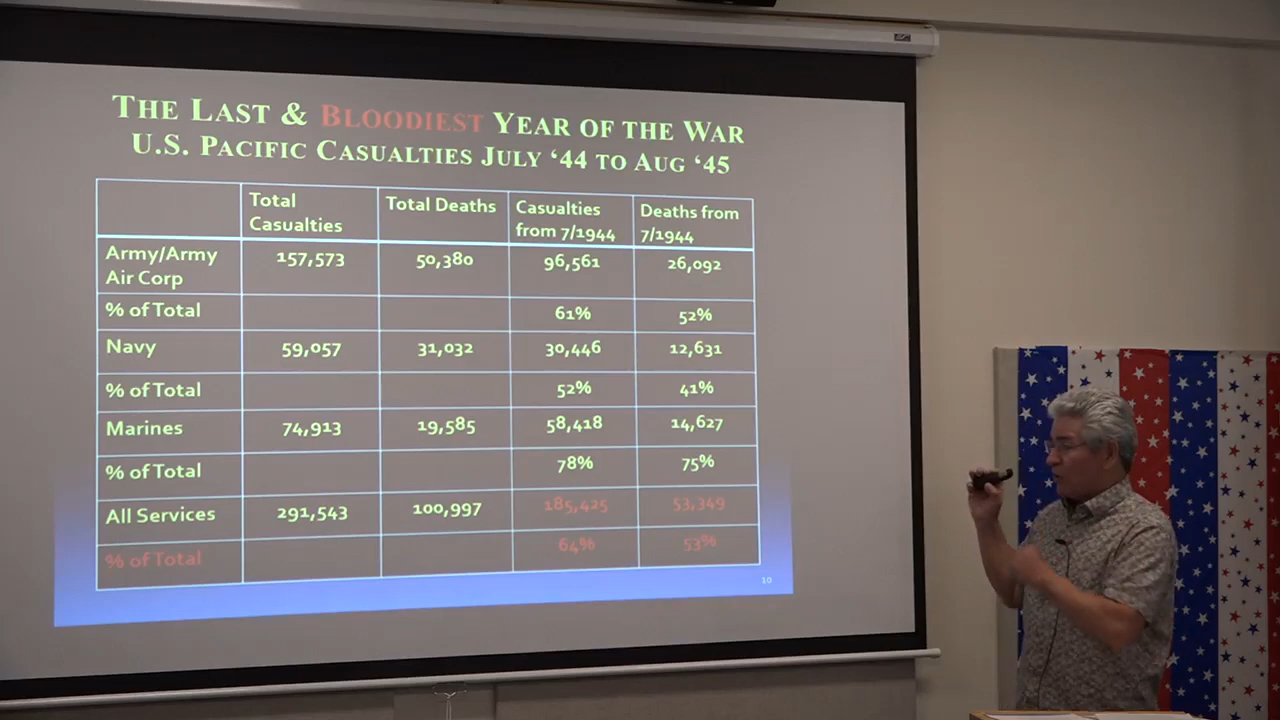 THE LAST & BLOODIEST YEAR OF THE WAR
U.S. PACIFIC CASUALTIES JULY ‘44 TO AUG ‘45
Total Casualties Total Deaths Casualties from 7/1944 Deaths from 7/1944
Army/Army Air Corp 157,573 50,380 96,561 26,092
% of Total 61% 52%
Navy 59,057 31,032 30,446 12,631
% of Total 52% 41%
Marines 74,913 19,585 58,418 14,627
% of Total 78% 75%
All Services 291,543 100,997 185,425 53,349
% of Total 64% 53%
10